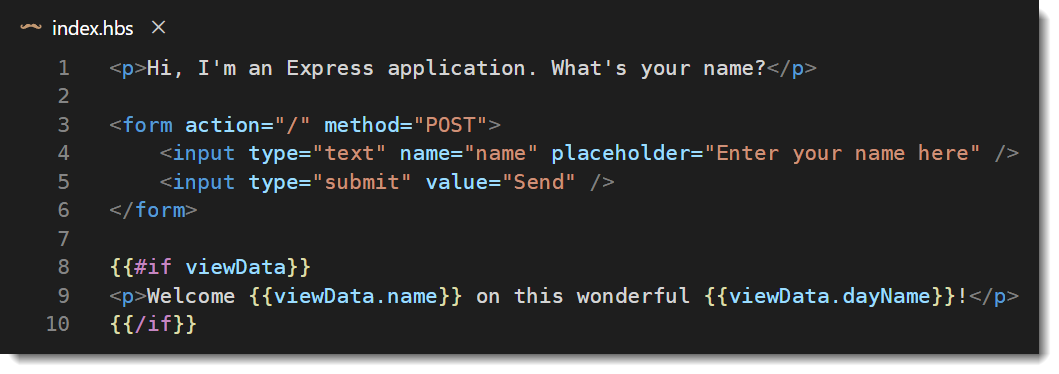 index.hbs ×
1 <p>Hi, I'm an Express application. What's your name?</p>
2
3 <form action="/" method="POST">
4     <input type="text" name="name" placeholder="Enter your name here" />
5     <input type="submit" value="Send" />
6 </form>
7
8 {{#if viewData}}
9 <p>Welcome {{viewData.name}} on this wonderful {{viewData.dayName}}!</p>
10 {{/if}}